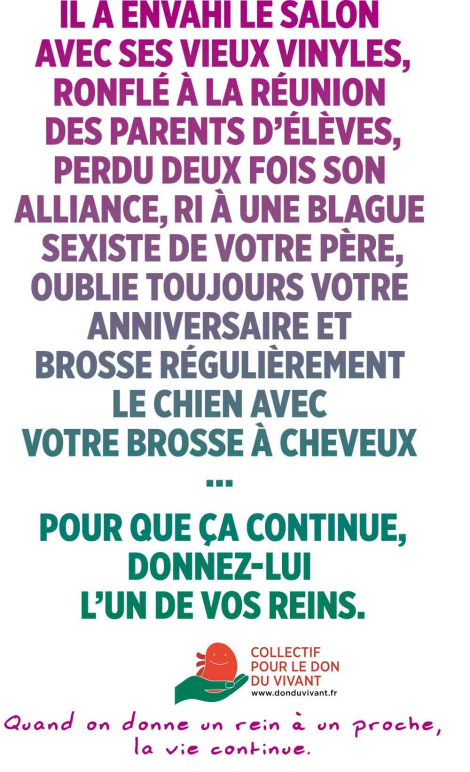 IL A ENVAHI LE SALON
AVEC SES VIEUX VINYLES,
RONFLÉ À LA RÉUNION
DES PARENTS D'ÉLÈVES,
PERDU DEUX FOIS SON
ALLIANCE, RI À UNE BLAGUE
SEXISTE DE VOTRE PÈRE,
OUBLIE TOUJOURS VOTRE
ANNIVERSAIRE ET
BROSSE RÉGULIÈREMENT
LE CHIEN AVEC
VOTRE BROSSE À CHEVEUX
...
POUR QUE ÇA CONTINUE,
DONNEZ-LUI
L'UN DE VOS REINS.
COLLECTIF
POUR LE DON
DU VIVANT
www.donduvivant.fr
Quand on donne un rein à un proche,
la vie continue.